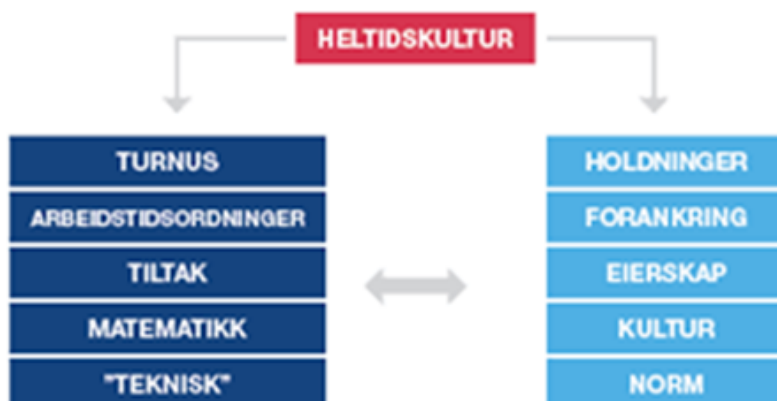 HELTIDSKULTUR
TURNUS
ARBEIDSTIDSORDNINGER
TILTAK
MATEMATIKK
"TEKNISK"
HOLDNINGER
FORANKRING
EIERSKAP
KULTUR
NORM